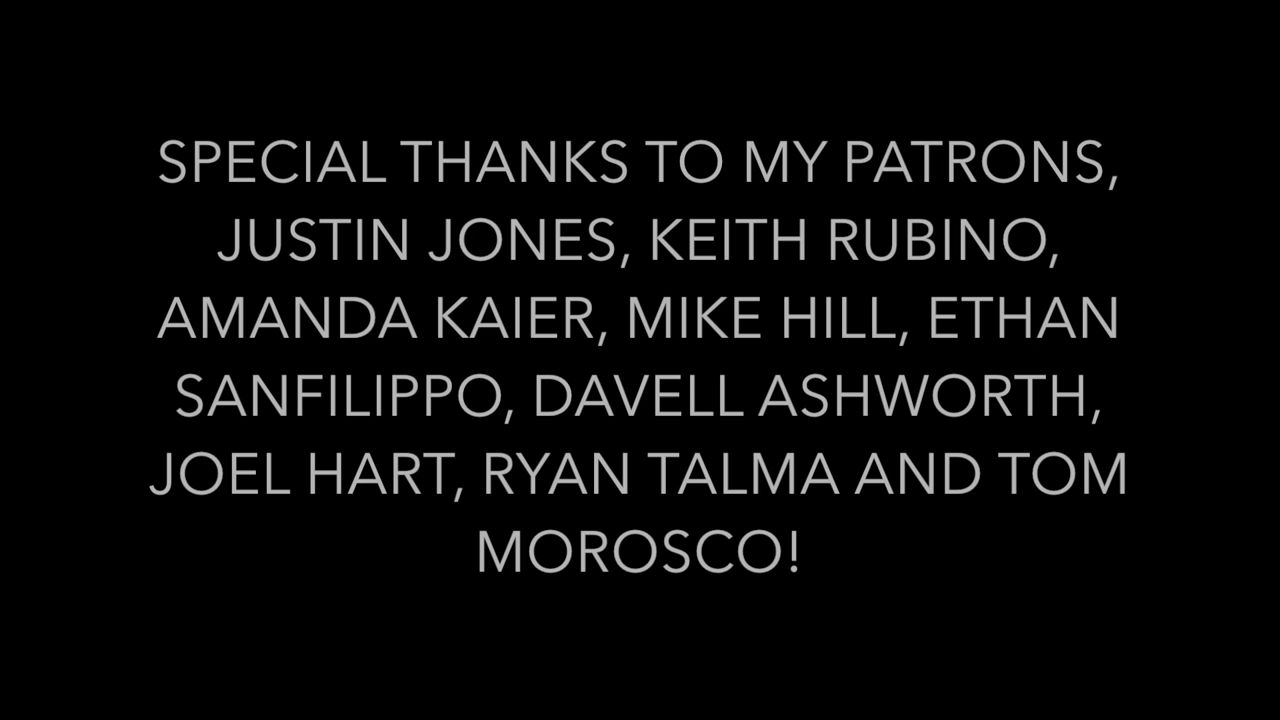 SPECIAL THANKS TO MY PATRONS,
JUSTIN JONES, KEITH RUBINO,
AMANDA KAIER, MIKE HILL, ETHAN
SANFILIPPO, DAVELL ASHWORTH,
JOEL HART, RYAN TALMA AND TOM
MOROSCO!